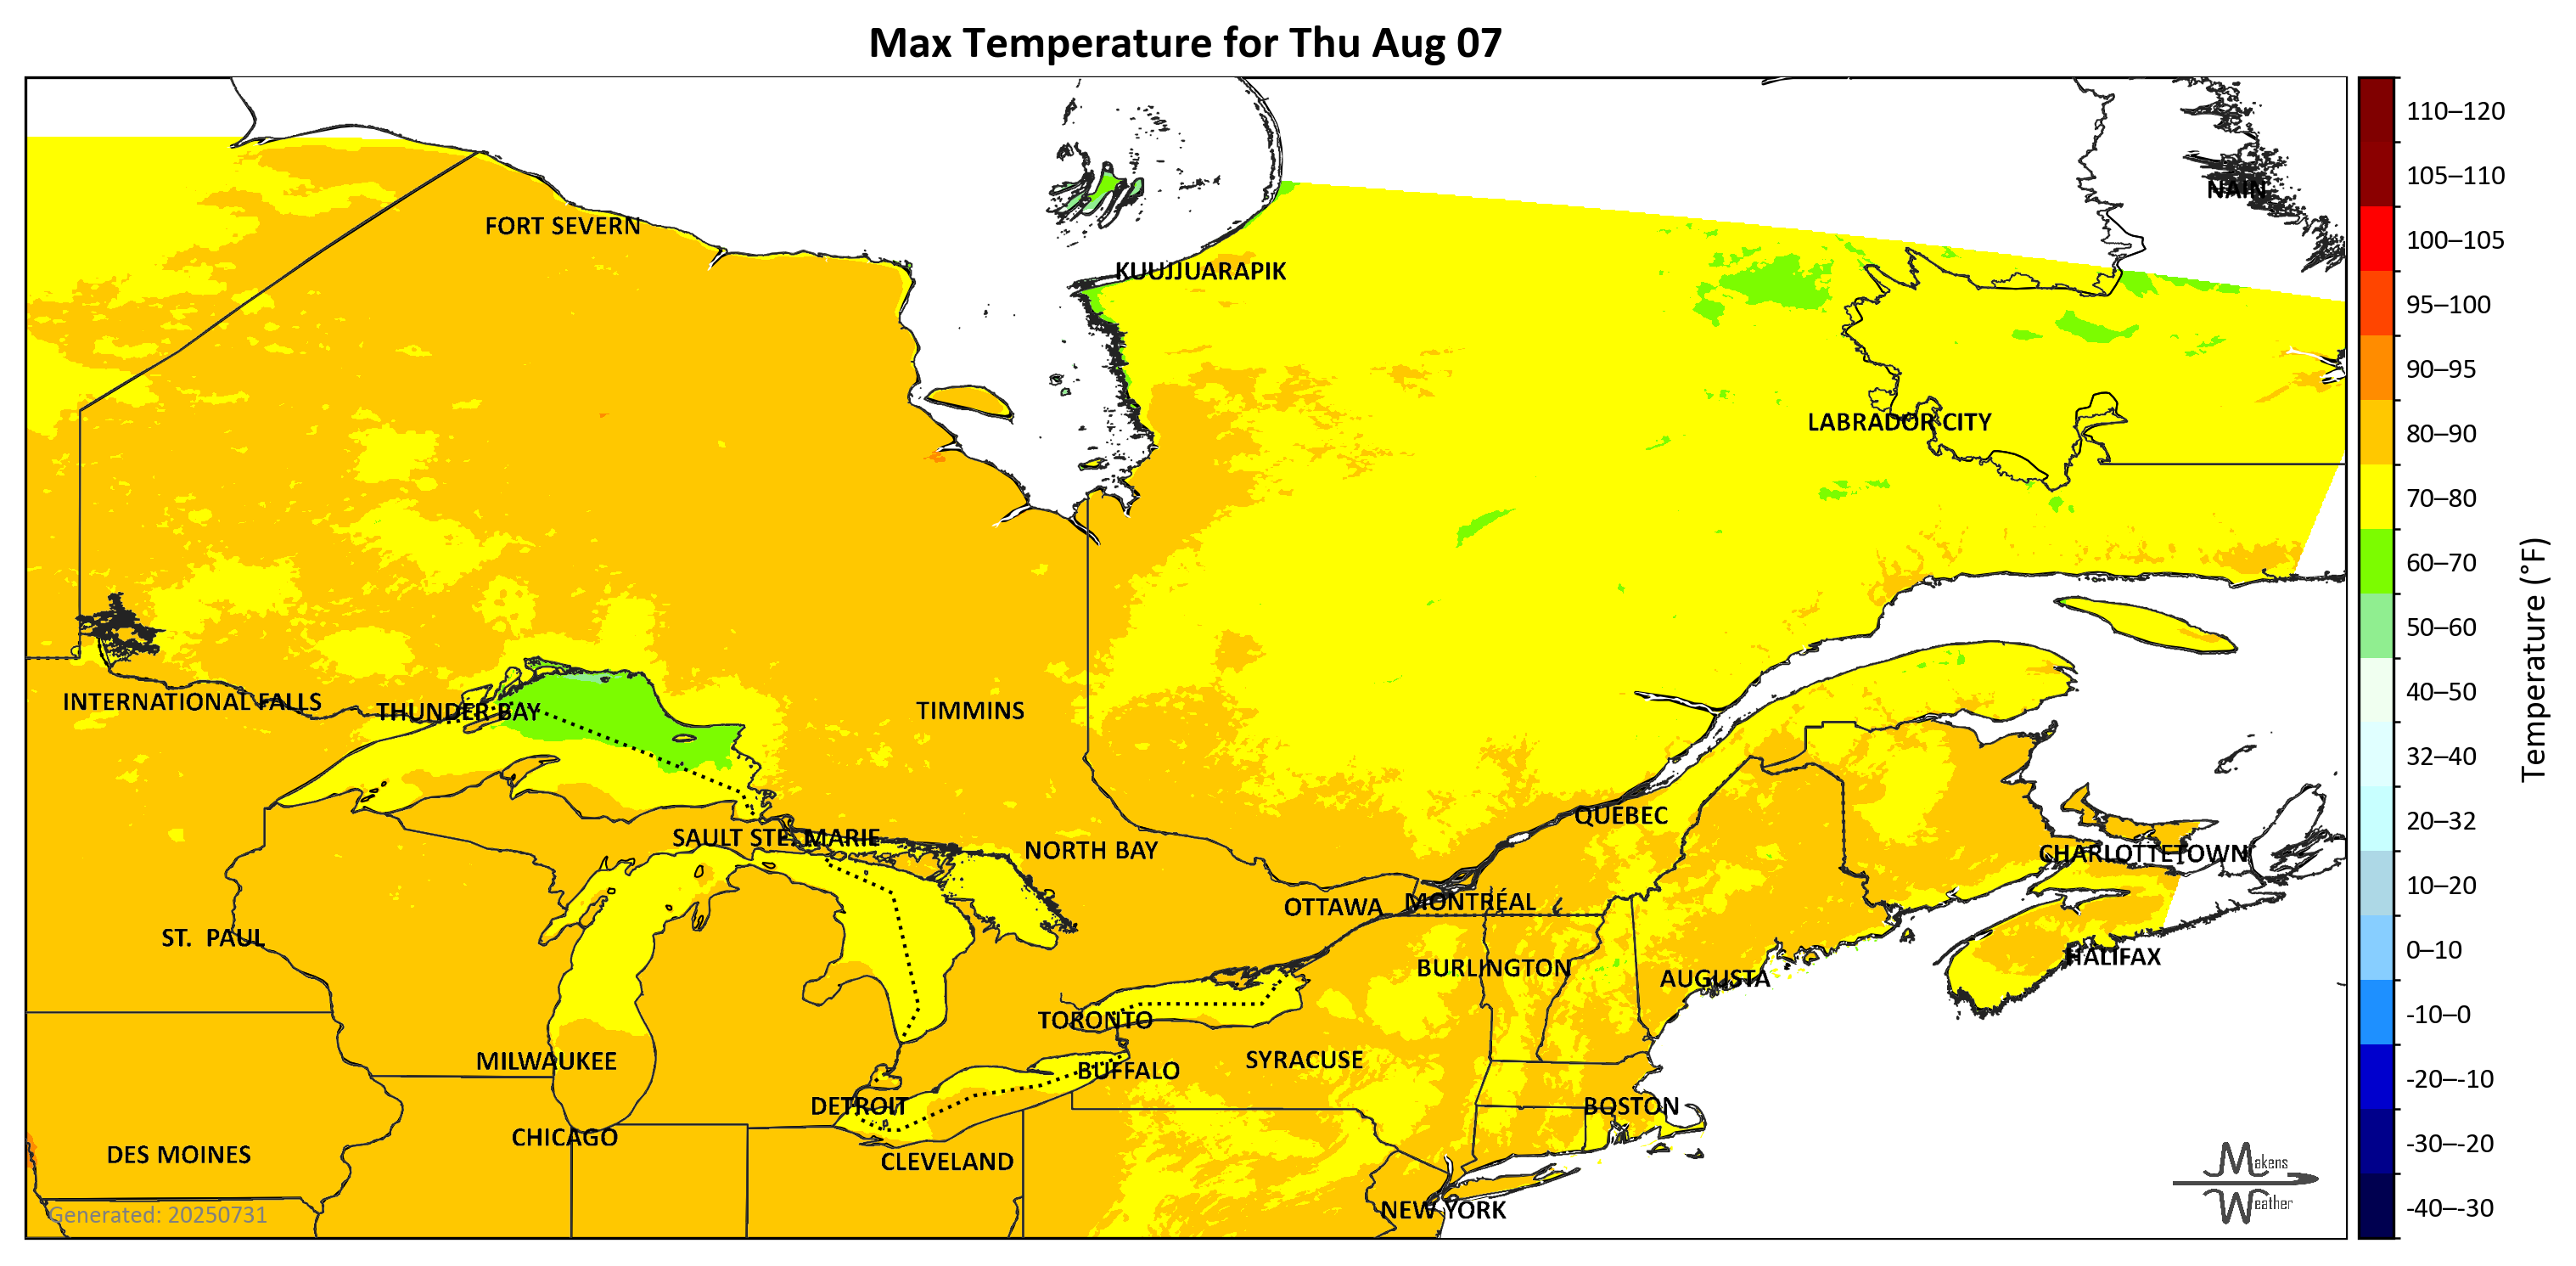 Max Temperature for Thu Aug 07
FORT SEVERN
NAIN
KUUJJUARAPIK
LABRADOR CITY
INTERNATIONAL FALLS
THUNDER BAY
TIMMINS
SAULT STE. MARIE
NORTH BAY
QUÉBEC
CHARLOTTETOWN
OTTAWA
MONTRÉAL
ST. PAUL
HALIFAX
BURLINGTON
AUGUSTA
TORONTO
MILWAUKEE
SYRACUSE
BUFFALO
DETROIT
BOSTON
CHICAGO
DES MOINES
CLEVELAND
NEW YORK
Generated: 20250731
Makens
Weather
110–120
105–110
100–105
95–100
90–95
80–90
70–80
60–70
50–60
40–50
32–40
20–32
10–20
0–10
-10–0
-20–-10
-30–-20
-40–-30
Temperature (°F)